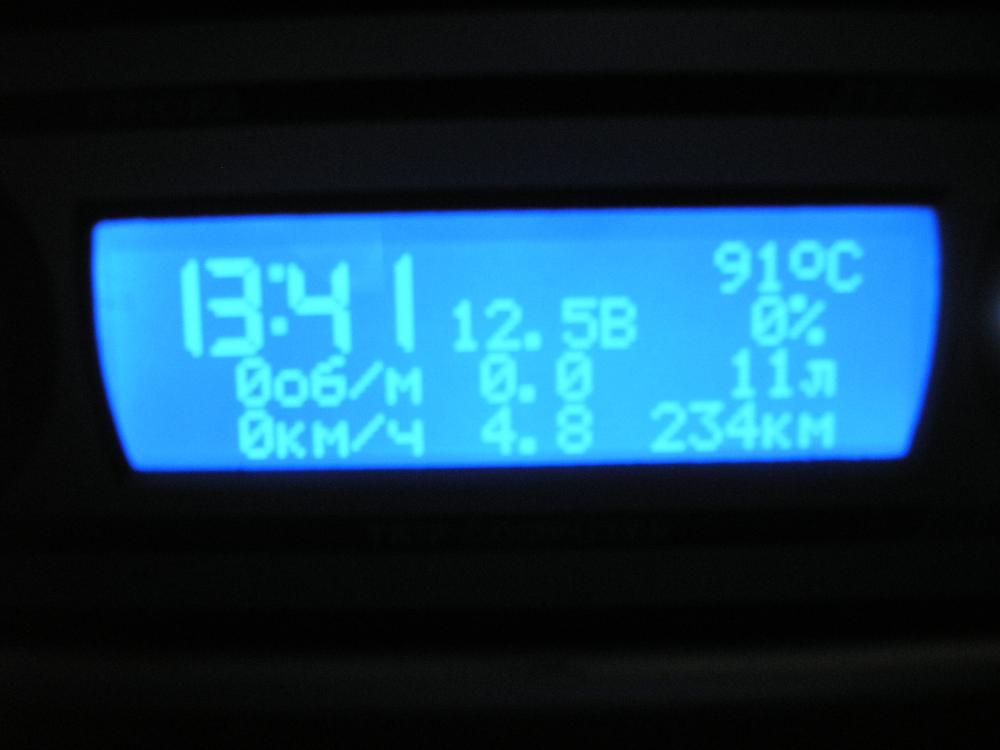 13:41 91°C
12.5В 0%
0об/м 0.0 11л
0км/ч 4.8 234км